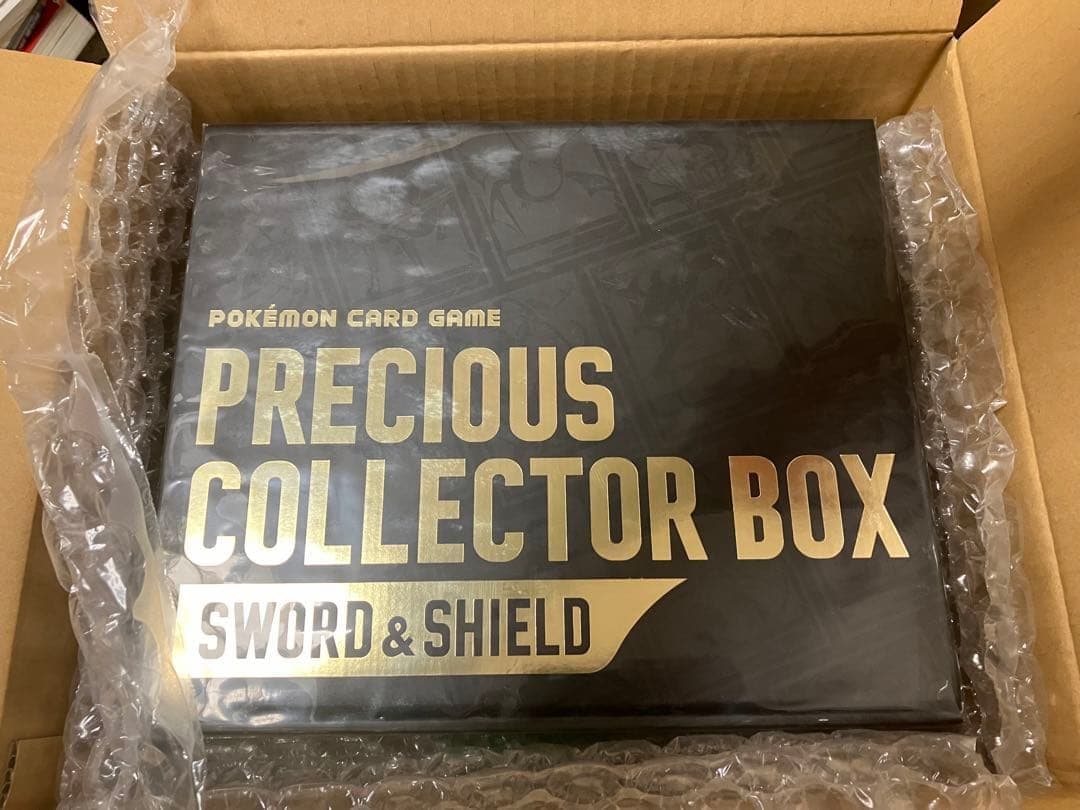 POKÉMON CARD GAME
PRECIOUS
COLLECTOR BOX
SWORD & SHIELD